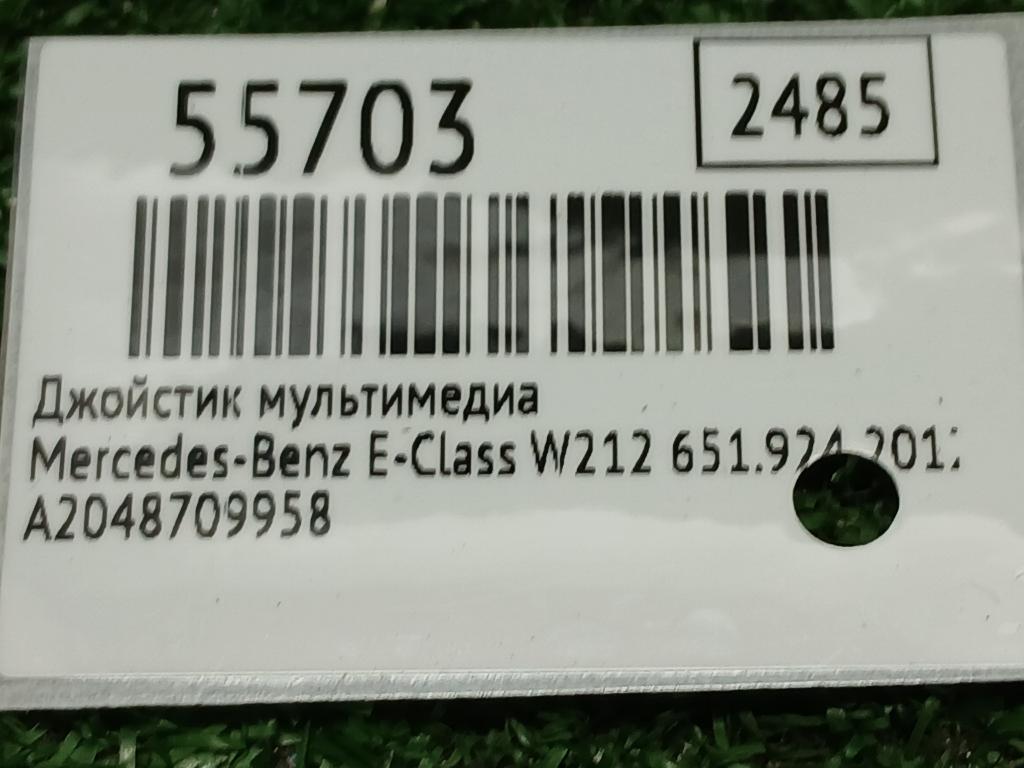 55703
2485
Джойстик мультимедиа
Mercedes-Benz E-Class W212 651.924
A2048709958